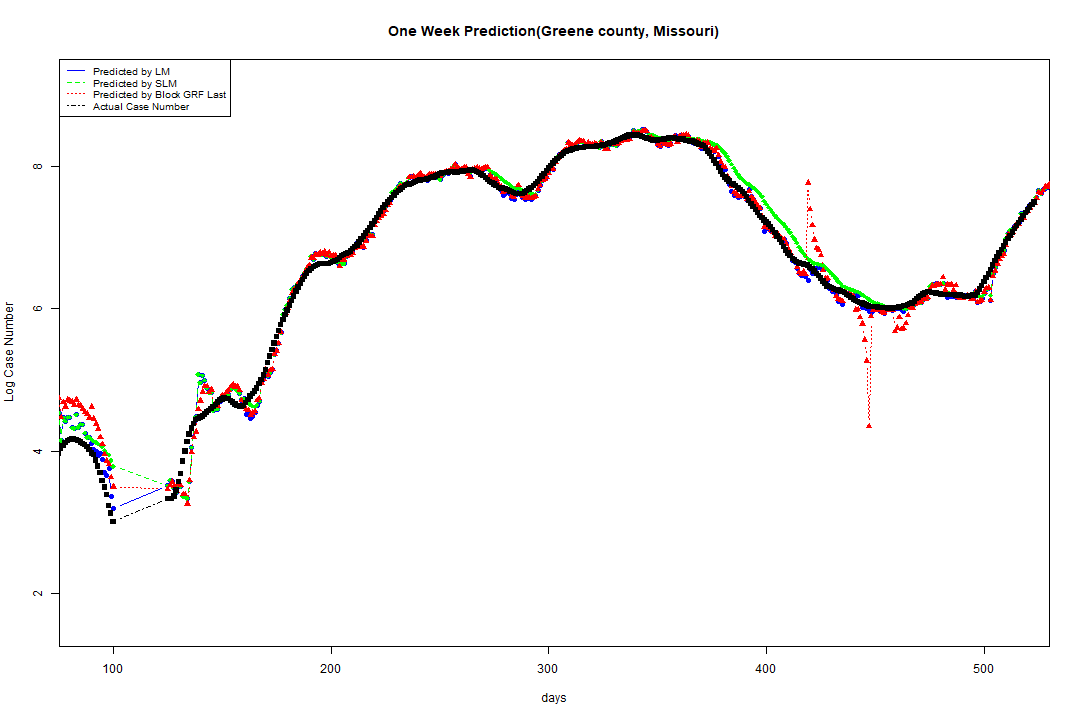 One Week Prediction(Greene county, Missouri)
Predicted by LM
Predicted by SLM
Predicted by Block GRF Last
Actual Case Number
8
6
4
2
Log Case Number
100 200 300 400 500
days